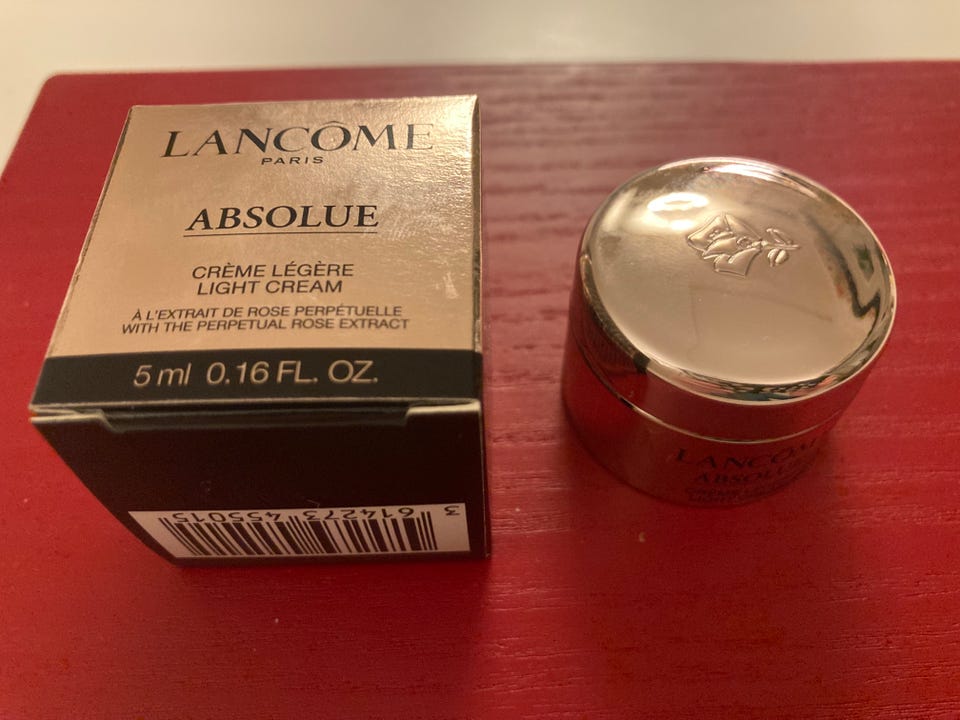 LANCÔME
PARIS
ABSOLUE
CRÈME LÉGÈRE
LIGHT CREAM
À L'EXTRAIT DE ROSE PERPÉTUELLE
WITH THE PERPETUAL ROSE EXTRACT
5 ml 0.16 FL. OZ.
3 614273 455015
LANCÔME
ABSOLUE